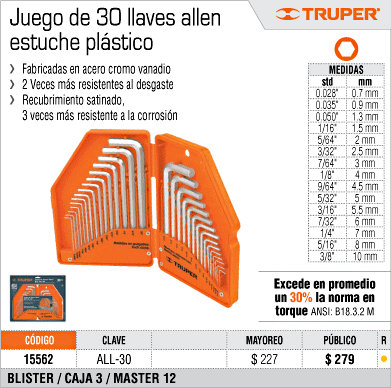 Juego de 30 llaves allen
estuche plástico
TRUPER
Fabricadas en acero cromo vanadio
2 Veces más resistentes al desgaste
Recubrimiento satinado,
3 veces más resistente a la corrosión
MEDIDAS
std mm
0.028" 0.7 mm
0.035" 0.9 mm
0.050" 1.3 mm
1/16" 1.5 mm
5/64" 2 mm
3/32" 2.5 mm
7/64" 3 mm
1/8" 4 mm
9/64" 4.5 mm
5/32" 5 mm
3/16" 5.5 mm
7/32" 6 mm
1/4" 7 mm
5/16" 8 mm
3/8" 10 mm
TRUPER
TRUPER
Excede en promedio
un 30% la norma en
torque ANSI: B18.3.2 M
CÓDIGO CLAVE MAYOREO PÚBLICO R
15562 ALL-30 $ 227 $ 279
BLISTER / CAJA 3 / MASTER 12